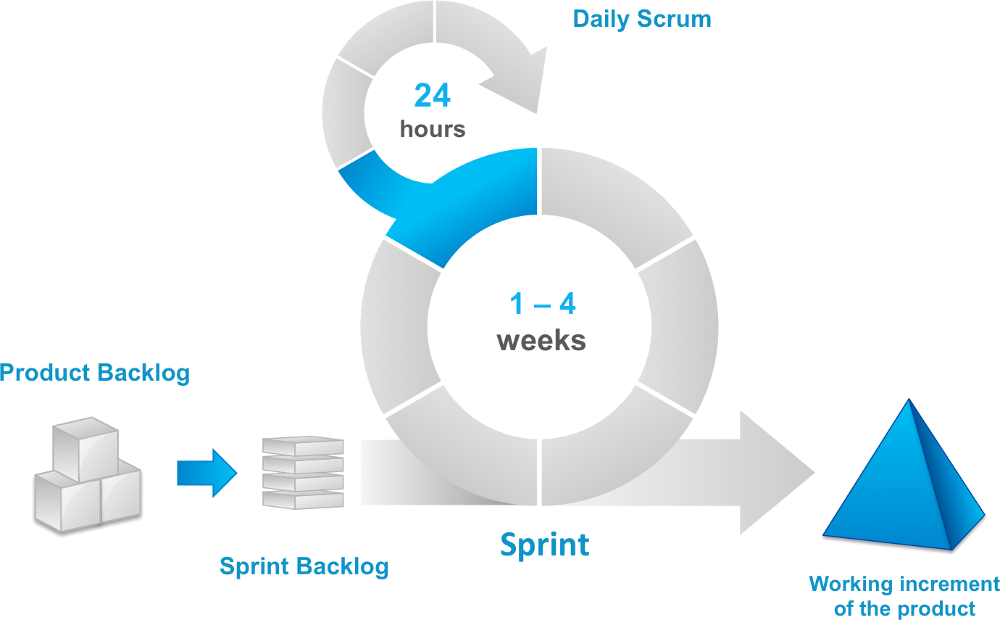 Daily Scrum
24
hours
1 – 4
weeks
Product Backlog
Sprint Backlog
Sprint
Working increment
of the product